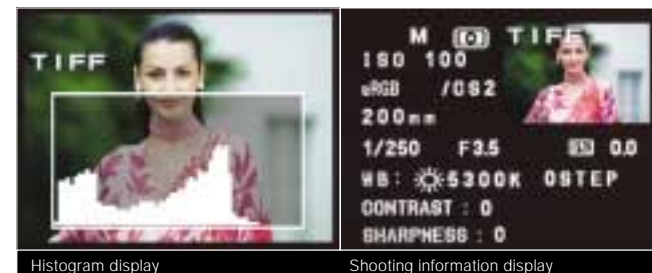 TIFF
M TIFF
ISO 100
sRGB /CS2
200mm
1/250 F3.5 0.0
WB: 5300K 0STEP
CONTRAST : 0
SHARPNESS : 0
Histogram display
Shooting information display